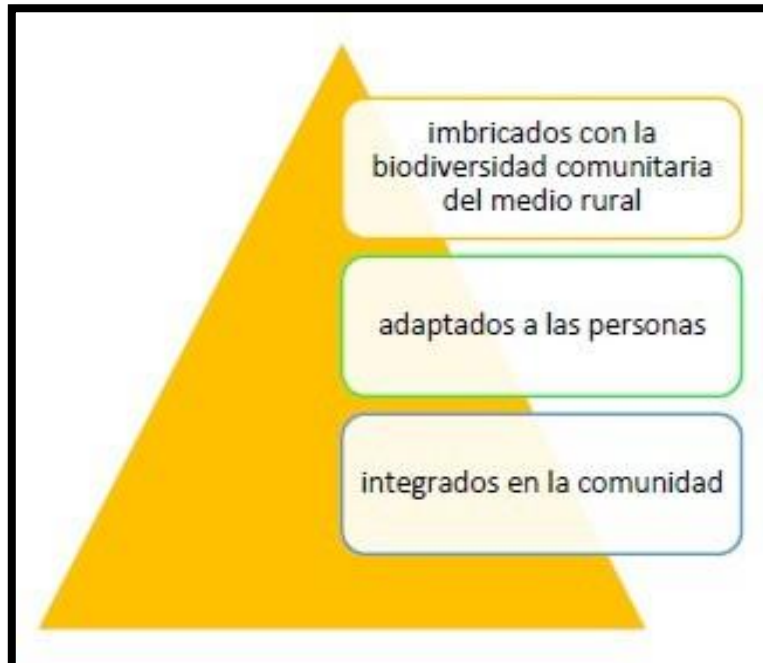 imbricados con la
biodiversidad comunitaria
del medio rural
adaptados a las personas
integrados en la comunidad